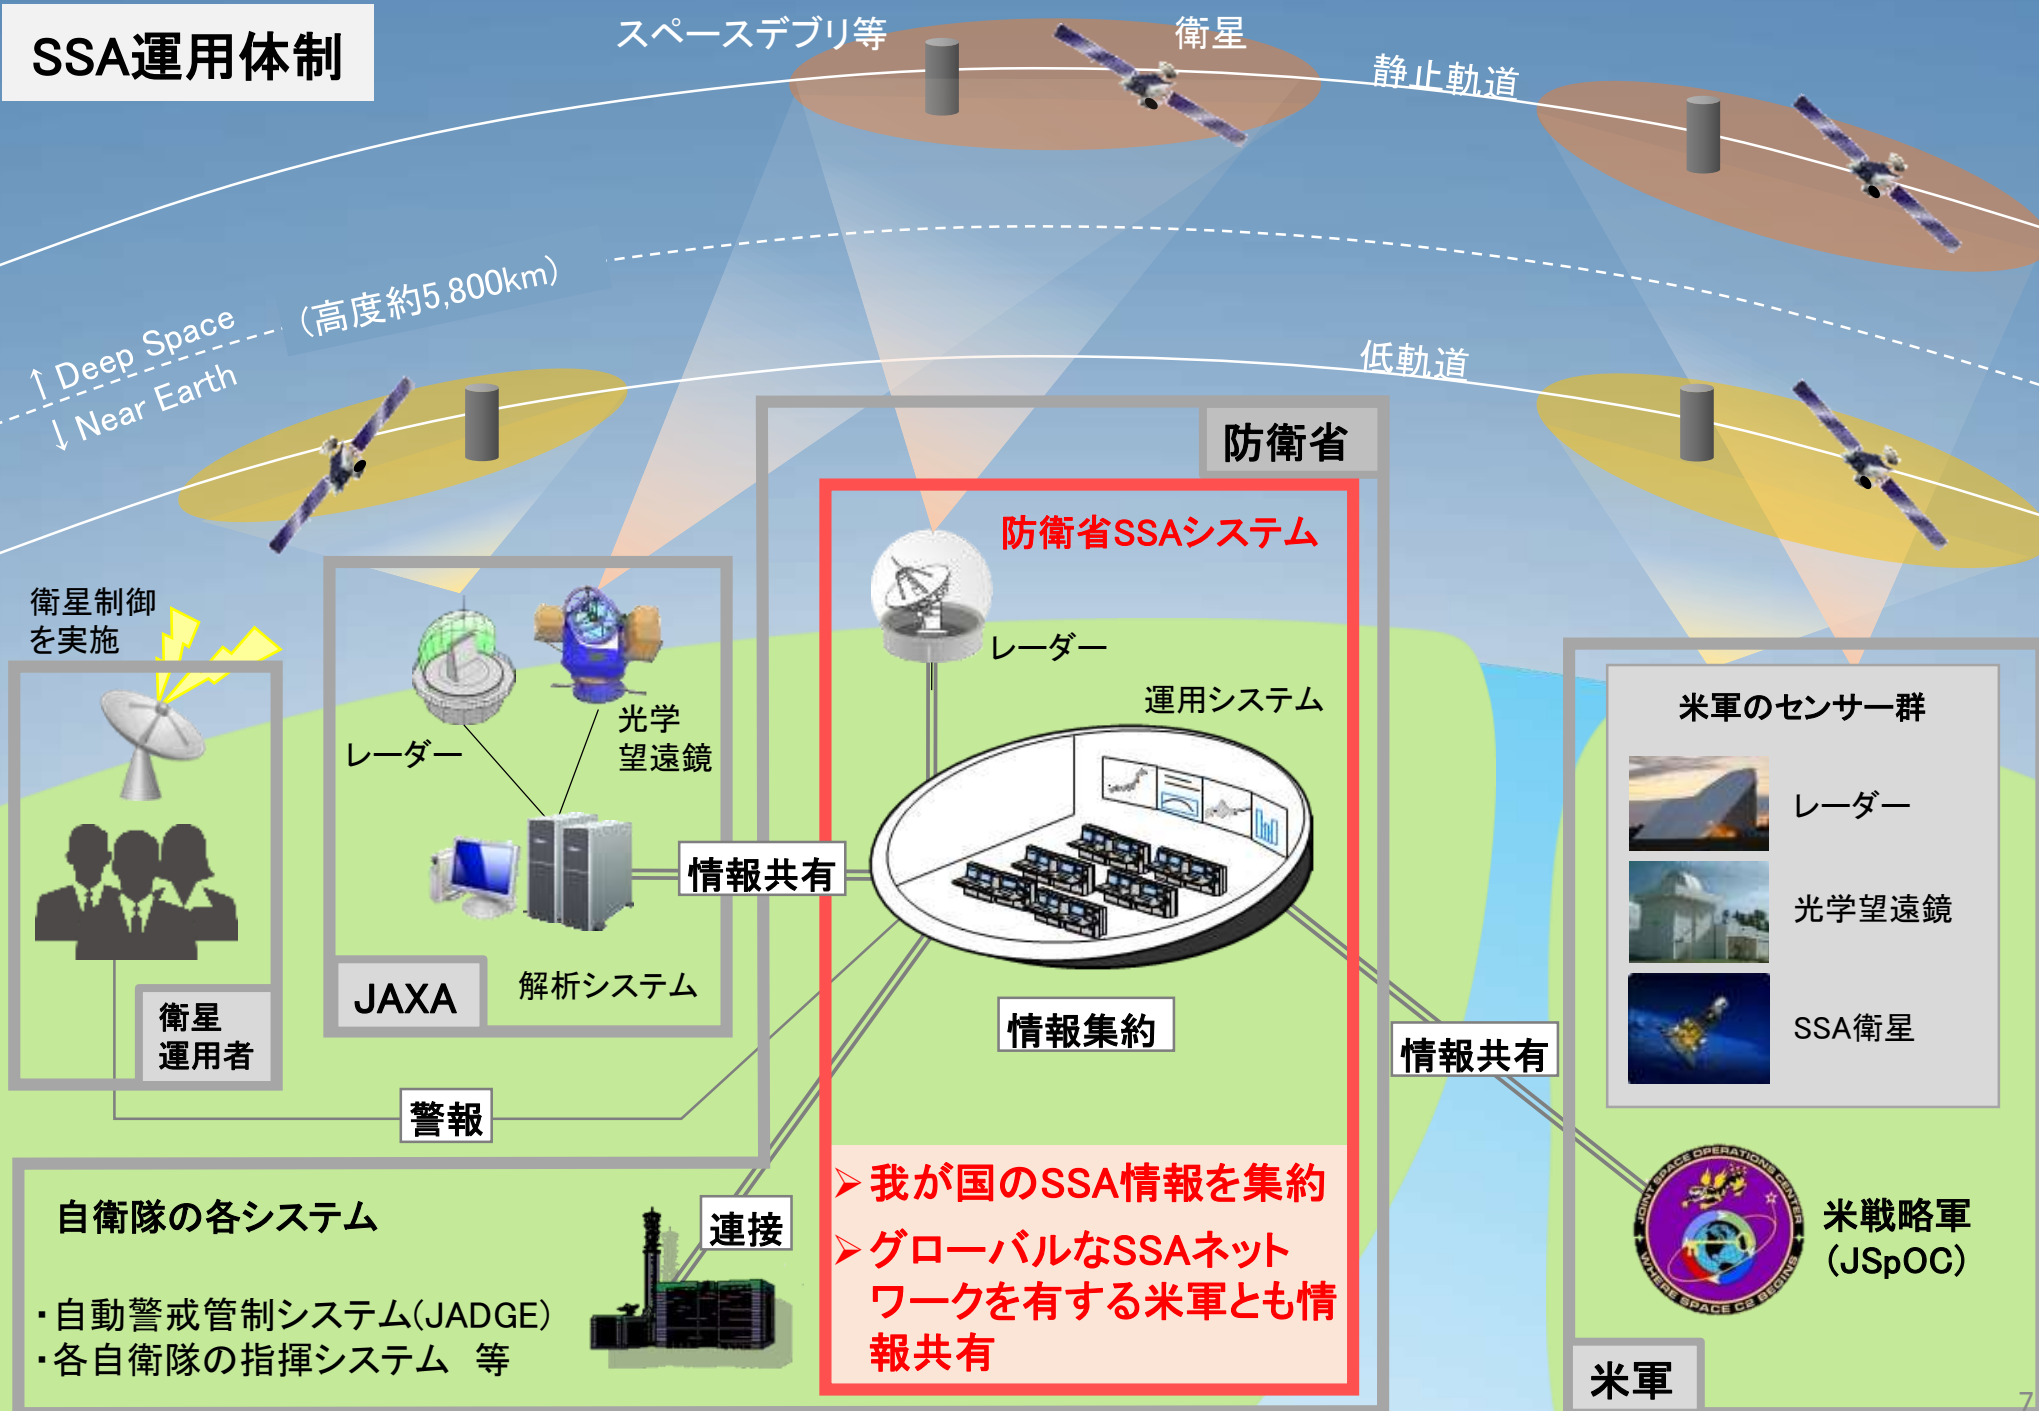 SSA運用体制
スペースデブリ等
衛星
静止軌道
(高度約5,800km)
↑ Deep Space
↓ Near Earth
低軌道
防衛省
防衛省SSAシステム
レーダー
運用システム
衛星制御
を実施
レーダー
光学
望遠鏡
米軍のセンサー群
レーダー
光学望遠鏡
SSA衛星
情報共有
解析システム
JAXA
衛星
運用者
情報集約
情報共有
警報
➢我が国のSSA情報を集約
➢グローバルなSSAネット
ワークを有する米軍とも情
報共有
自衛隊の各システム
連接
・自動警戒管制システム(JADGE)
・各自衛隊の指揮システム　等
JOINT SPACE OPERATIONS CENTER
WHERE SPACE C2 BEGINS
米戦略軍
(JSpOC)
米軍
7